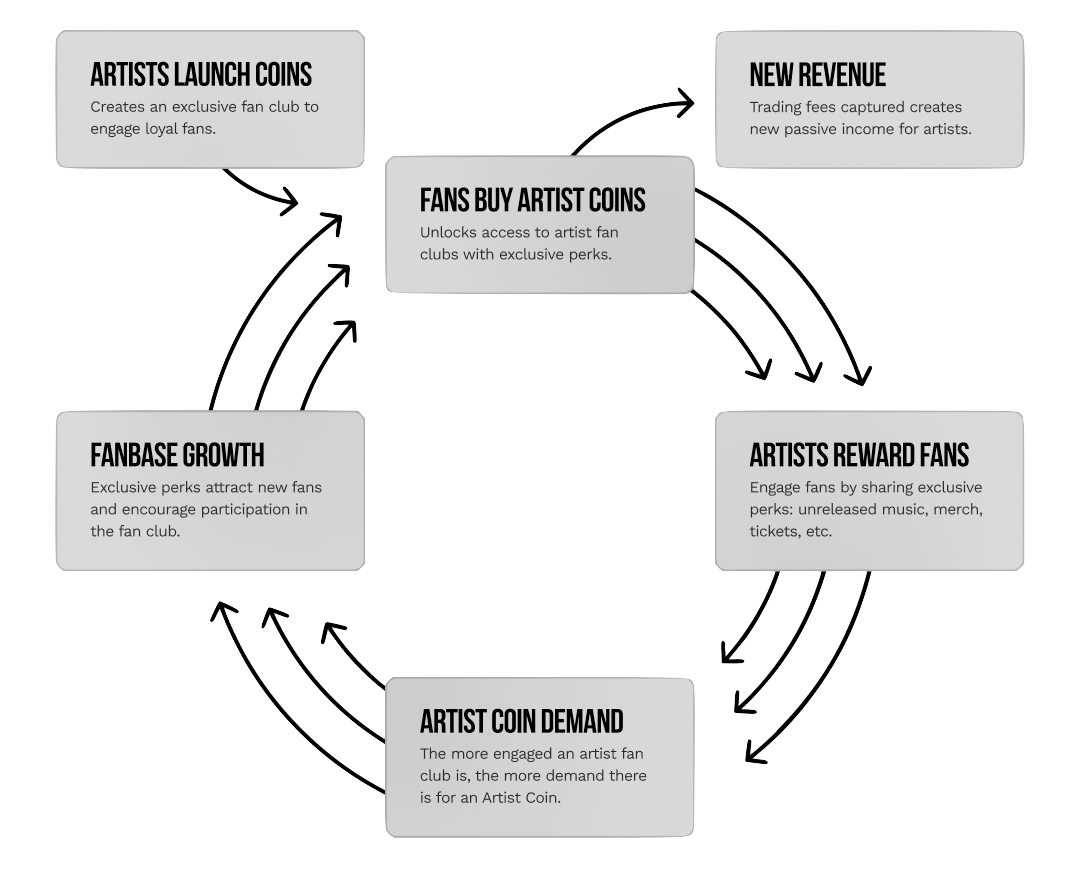 ARTISTS LAUNCH COINS
Creates an exclusive fan club to
engage loyal fans.
NEW REVENUE
Trading fees captured creates
new passive income for artists.
FANS BUY ARTIST COINS
Unlocks access to artist fan
clubs with exclusive perks.
FANBASE GROWTH
Exclusive perks attract new fans
and encourage participation in
the fan club.
ARTISTS REWARD FANS
Engage fans by sharing exclusive
perks: unreleased music, merch,
tickets, etc.
ARTIST COIN DEMAND
The more engaged an artist fan
club is, the more demand there
is for an Artist Coin.